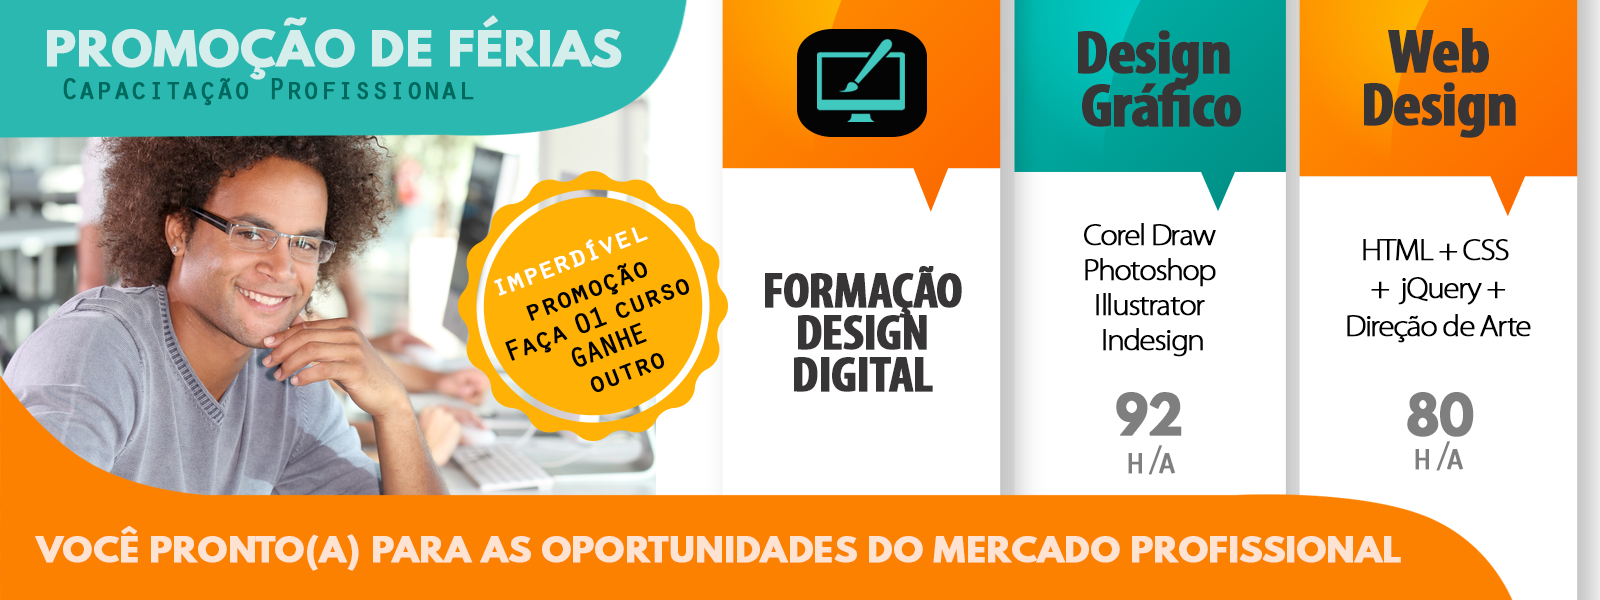 PROMOÇÃO DE FÉRIAS
Capacitação Profissional
IMPERDÍVEL
PROMOÇÃO
FAÇA 01 CURSO
GANHE
OUTRO
FORMAÇÃO
DESIGN
DIGITAL
Design
Gráfico
Corel Draw
Photoshop
Illustrator
Indesign
92
H /A
Web
Design
HTML + CSS
+ jQuery +
Direção de Arte
80
H /A
VOCÊ PRONTO(A) PARA AS OPORTUNIDADES DO MERCADO PROFISSIONAL